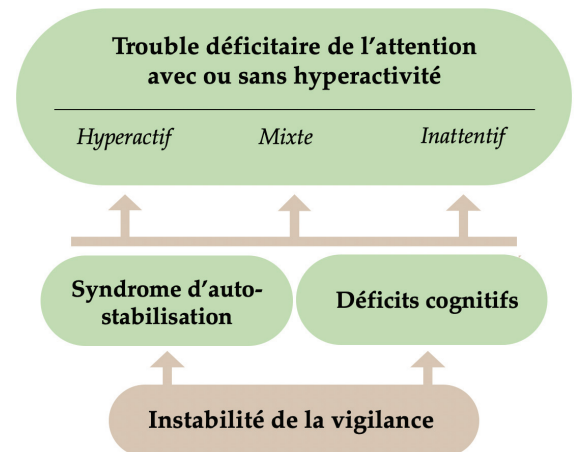 Trouble déficitaire de l’attention
avec ou sans hyperactivité
Hyperactif Mixte Inattentif
Syndrome d’auto-
stabilisation
Déficits cognitifs
Instabilité de la vigilance